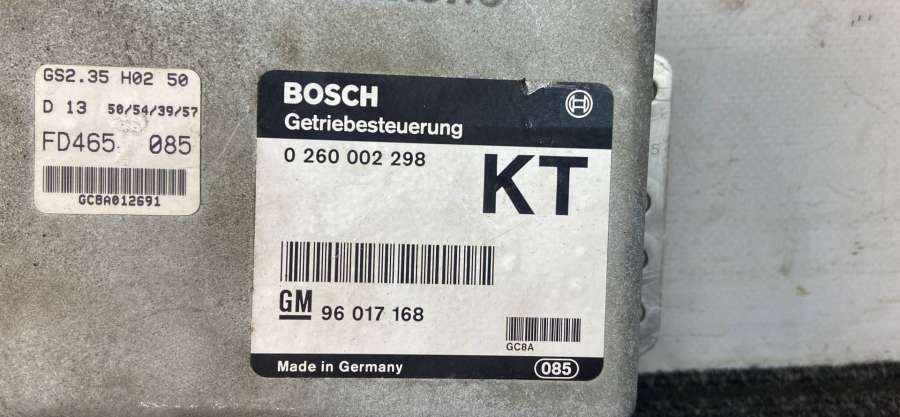 GS2.35 H02 50
D 13 50/54/39/57
FD465 085
GC8A012691
BOSCH
Getriebesteuerung
0 260 002 298
KT
GM 96 017 168
GC8A
Made in Germany 085